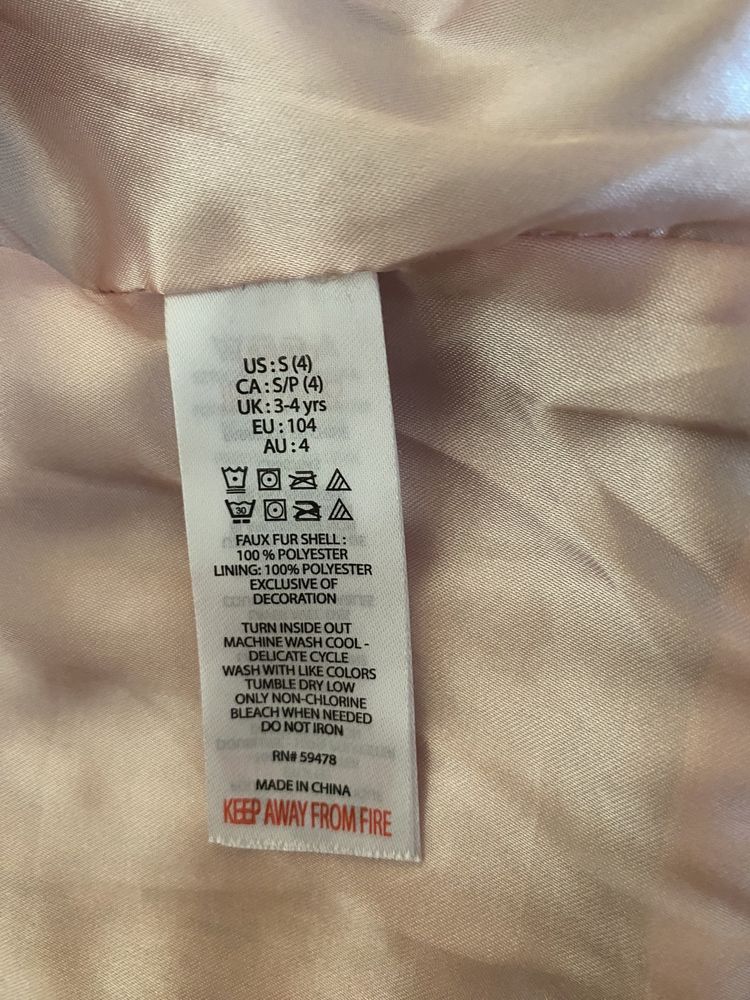 US : S (4)
CA : S/P (4)
UK : 3-4 yrs
EU : 104
AU : 4
30
FAUX FUR SHELL :
100 % POLYESTER
LINING: 100% POLYESTER
EXCLUSIVE OF
DECORATION
TURN INSIDE OUT
MACHINE WASH COOL -
DELICATE CYCLE
WASH WITH LIKE COLORS
TUMBLE DRY LOW
ONLY NON-CHLORINE
BLEACH WHEN NEEDED
DO NOT IRON
RN# 59478
MADE IN CHINA
KEEP AWAY FROM FIRE